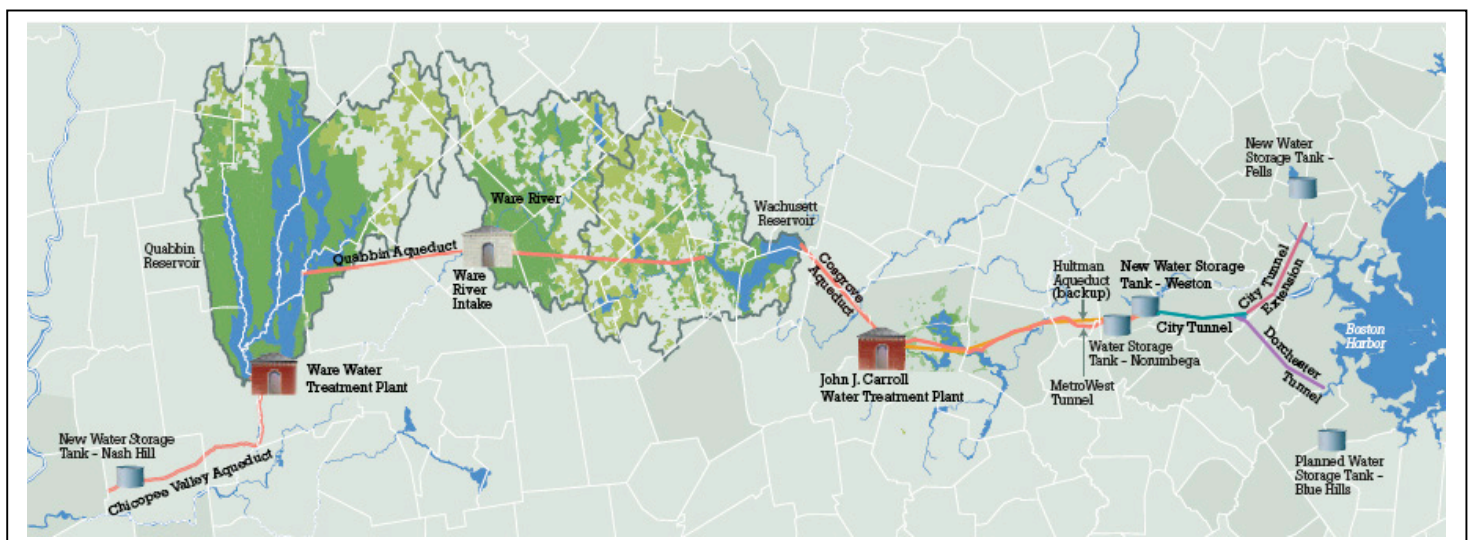 Quabbin
Reservoir
Quabbin Aqueduct
Ware River
Ware
River
Intake
Wachusett
Reservoir
Cosgrove
Aqueduct
Ware Water
Treatment Plant
New Water Storage
Tank - Nash Hill
Chicopee Valley Aqueduct
John J. Carroll
Water Treatment Plant
Hultman
Aqueduct
(backup)
New Water Storage
Tank - Weston
City Tunnel
Water Storage
Tank - Norumbega
MetroWest
Tunnel
New Water
Storage Tank -
Fells
City Tunnel
Extension
Dorchester
Tunnel
Boston
Harbor
Planned Water
Storage Tank -
Blue Hills